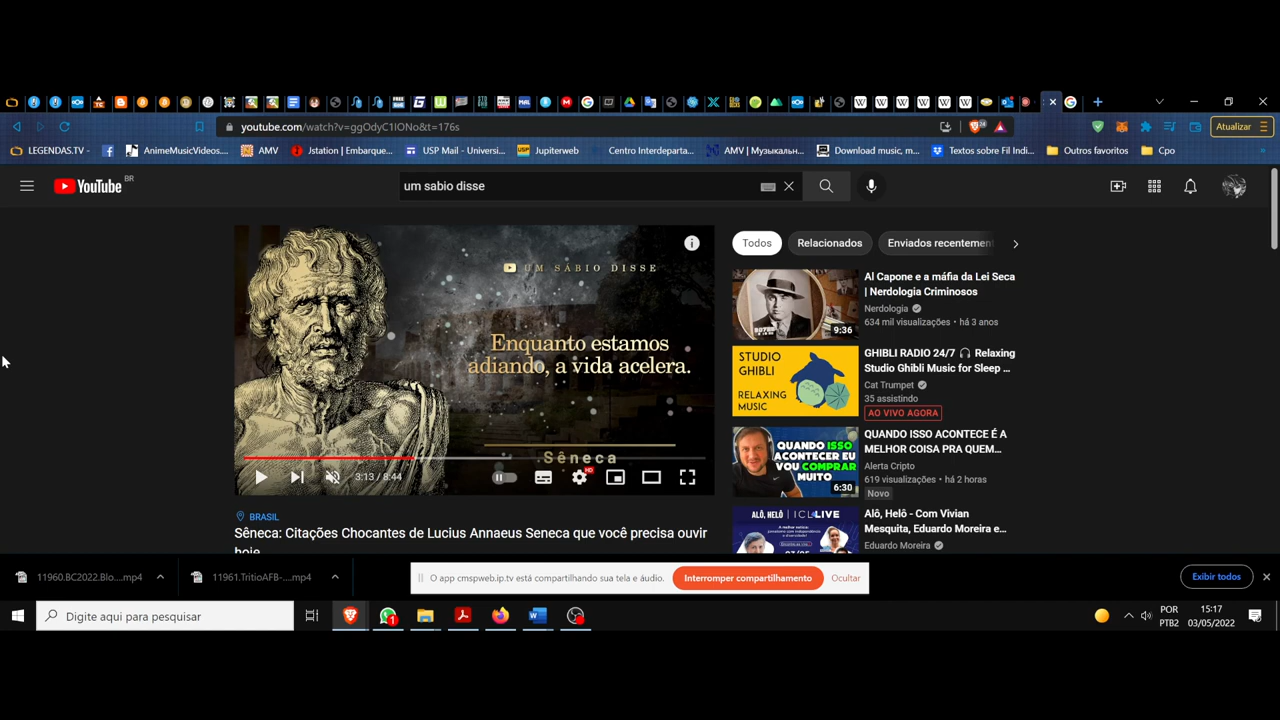 youtube.com/watch?v=ggOdyC1IONo&t=176s
Atualizar
LEGENDAS.TV -
AnimeMusicVideos...
AMV
Jstation | Embarque...
USP Mail - Universi...
Jupiterweb
Centro Interdeparta...
AMV | Музыкальн...
Download music, m...
Textos sobre Fil Indi...
Outros favoritos
Cpo
YouTube BR
um sabio disse
UM SÁBIO DISSE
Enquanto estamos
adiando, a vida acelera.
Sêneca
3:13 / 8:44
HD
BRASIL
Sêneca: Citações Chocantes de Lucius Annaeus Seneca que você precisa ouvir
hoje
Todos
Relacionados
Enviados recentement
9:36
Al Capone e a máfia da Lei Seca
| Nerdologia Criminosos
Nerdologia
634 mil visualizações • há 3 anos
STUDIO
GHIBLI
RELAXING
MUSIC
GHIBLI RADIO 24/7 🎧 Relaxing
Studio Ghibli Music for Sleep ...
Cat Trumpet
35 assistindo
AO VIVO AGORA
QUANDO ISSO
ACONTECER EU
VOU COMPRAR
MUITO
6:30
QUANDO ISSO ACONTECE É A
MELHOR COISA PRA QUEM...
Alerta Cripto
619 visualizações • há 2 horas
Novo
ALÔ, HELÔ | ICL LIVE
Alô, Helô - Com Vivian
Mesquita, Eduardo Moreira e...
Eduardo Moreira
11960.BC2022.Blo....mp4
11961.TritioAFB-....mp4
O app cmspweb.ip.tv está compartilhando sua tela e áudio.
Interromper compartilhamento
Ocultar
Exibir todos
Digite aqui para pesquisar
1
POR
PTB2
15:17
03/05/2022